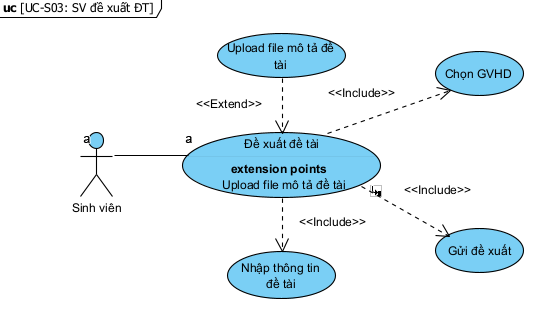 uc [UC-S03: SV đề xuất ĐT]
Upload file mô tả đề
tài
Chọn GVHD
<<Include>>
<<Extend>>
a
a
Đề xuất đề tài
extension points
Upload file mô tả đề tài
<<Include>>
Sinh viên
<<Include>>
Gửi đề xuất
Nhập thông tin
đề tài